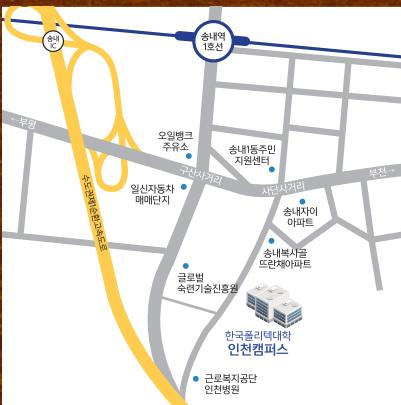 송내
IC
송내역
1호선
←부평
오일뱅크
주유소
송내1동주민
지원센터
구산사거리
사단사거리
부천→
일신자동차
매매단지
송내자이
아파트
수도권제1순환고속도로
송내복사골
뜨란채아파트
글로벌
숙련기술진흥원
한국폴리텍대학
인천캠퍼스
근로복지공단
인천병원